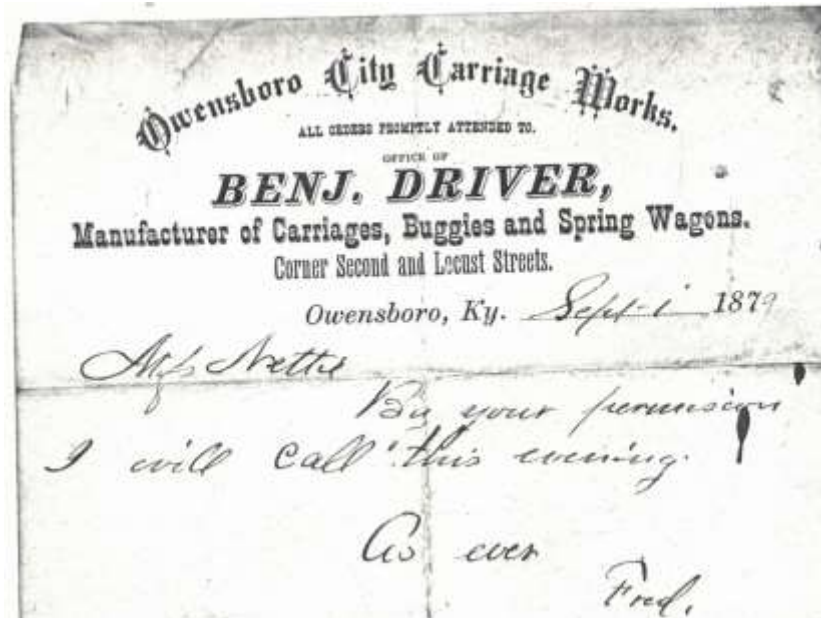 Owensboro City Carriage Works.
ALL ORDERS PROMPTLY ATTENDED TO.
OFFICE OF
BENJ. DRIVER,
Manufacturer of Carriages, Buggies and Spring Wagons.
Corner Second and Locust Streets.
Owensboro, Ky. Sept 1 1879
Miss Nettie
By your permission
I will call this evening.
As ever
Fred.